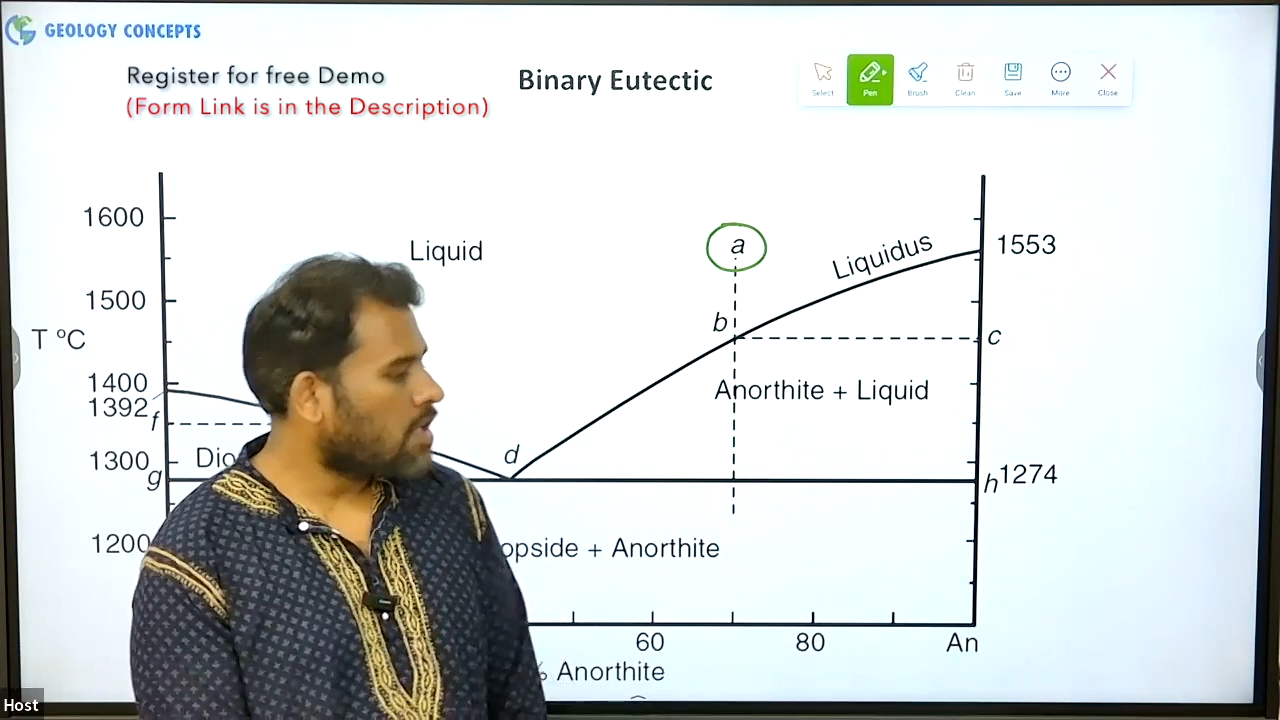 GEOLOGY CONCEPTS
Register for free Demo
(Form Link is in the Description)
Binary Eutectic
Select
Pen
Brush
Clean
Save
More
Close
1600
Liquid
a
Liquidus
1553
1500
T ºC
b
c
1400
1392
f
Anorthite + Liquid
1300
Dio
d
g
h 1274
1200
opside + Anorthite
60
80
An
% Anorthite
Host